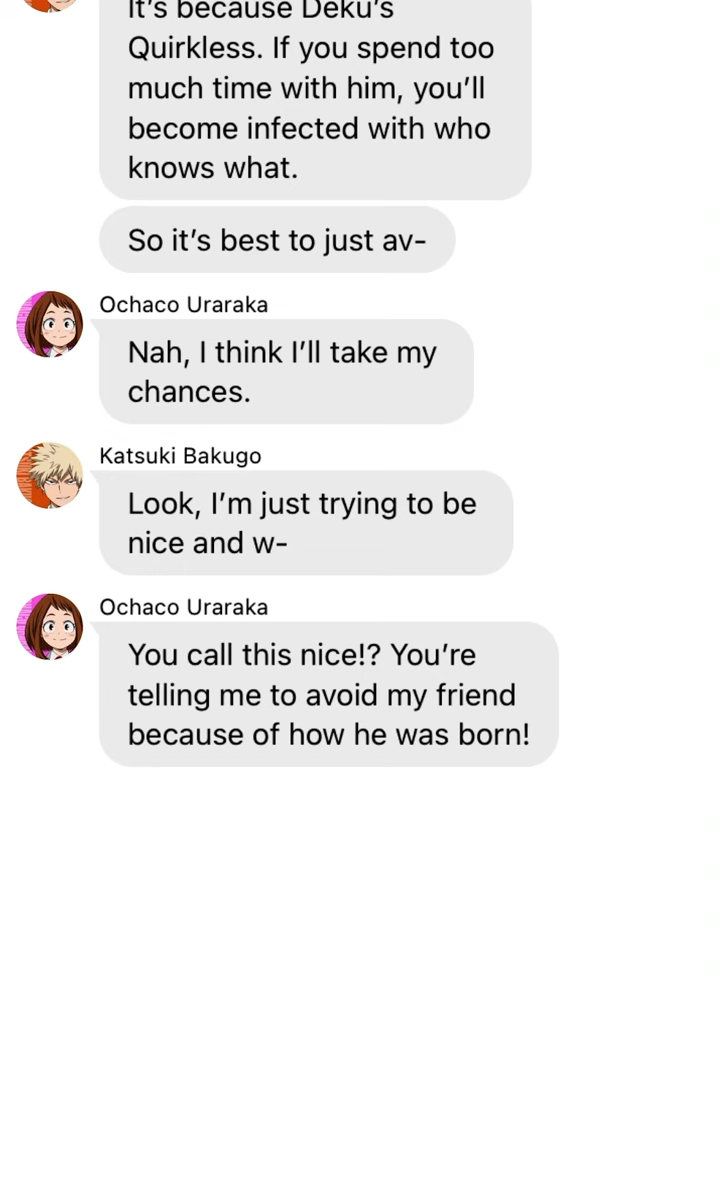 It's because Deku's
Quirkless. If you spend too
much time with him, you'll
become infected with who
knows what.
So it's best to just av-
Ochaco Uraraka
Nah, I think I'll take my
chances.
Katsuki Bakugo
Look, I'm just trying to be
nice and w-
Ochaco Uraraka
You call this nice!? You're
telling me to avoid my friend
because of how he was born!